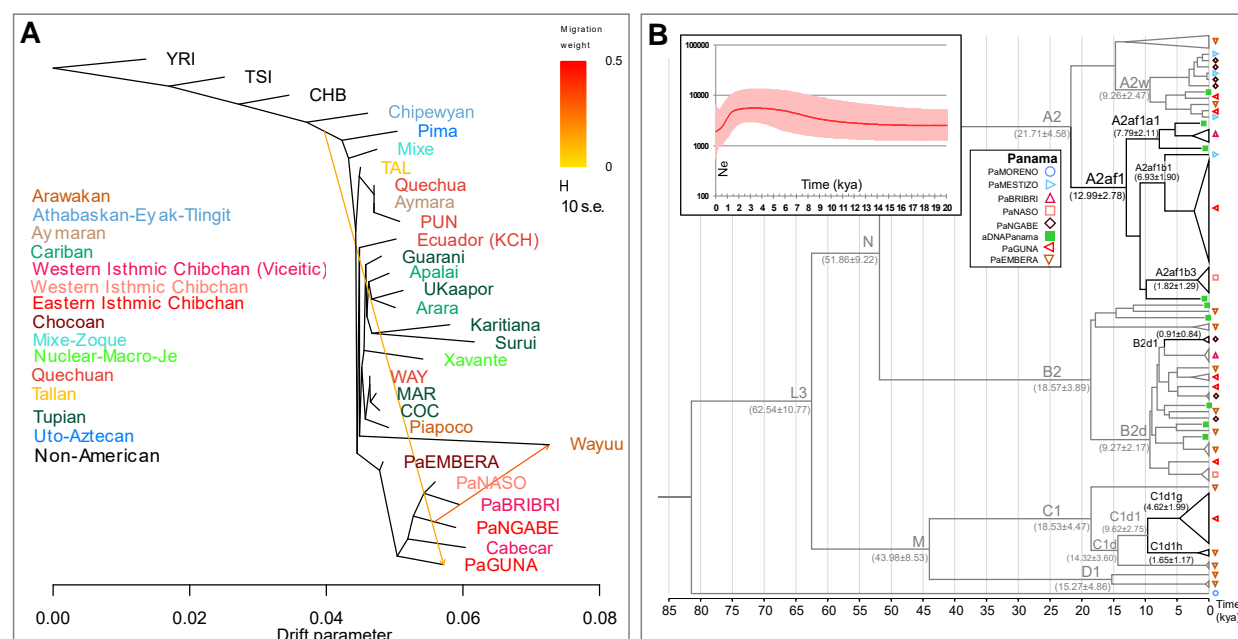 A
YRI
TSI
CHB
Chipewyan
Pima
Mixe
TAL
Quechua
Aymara
PUN
Ecuador (KCH)
Guarani
Apalai
UKaapor
Arara
Karitiana
Surui
Xavante
WAY
MAR
COC
Piapoco
Wayuu
PaEMBERA
PaNASO
PaBRIBRI
PaNGABE
Cabecar
PaGUNA
Migration
weight
0.5
0
H
10 s.e.
Arawakan
Athabaskan-Eyak-Tlingit
Aymaran
Cariban
Western Isthmic Chibchan (Viceitic)
Western Isthmic Chibchan
Eastern Isthmic Chibchan
Chocoan
Mixe-Zoque
Nuclear-Macro-Je
Quechuan
Tallan
Tupian
Uto-Aztecan
Non-American
0.00 0.02 0.04 0.06 0.08
Drift parameter
B
100000
10000
1000
100
Ne
Time (kya)
0 1 2 3 4 5 6 7 8 9 10 11 12 13 14 15 16 17 18 19 20
Panama
PaMORENO
PaMESTIZO
PaBRIBRI
PaNASO
PaNGABE
aDNAPanama
PaGUNA
PaEMBERA
A2w
(9.26±2.47)
A2
(21.71±4.58)
A2af1a1
(7.79±2.11)
A2af1b1
(6.93±1.90)
A2af1
(12.99±2.78)
A2af1b3
(1.82±1.29)
N
(51.86±9.22)
(0.91±0.84)
B2d1
B2
(18.57±3.89)
L3
(62.54±10.77)
B2d
(9.27±2.17)
C1d1g
(4.62±1.99)
C1
(18.53±4.47)
C1d1
(9.62±2.75)
C1d
(14.32±3.60)
C1d1h
(1.65±1.17)
M
(43.98±8.53)
D1
(15.27±4.86)
85 80 75 70 65 60 55 50 45 40 35 30 25 20 15 10 5 0
Time
(kya)